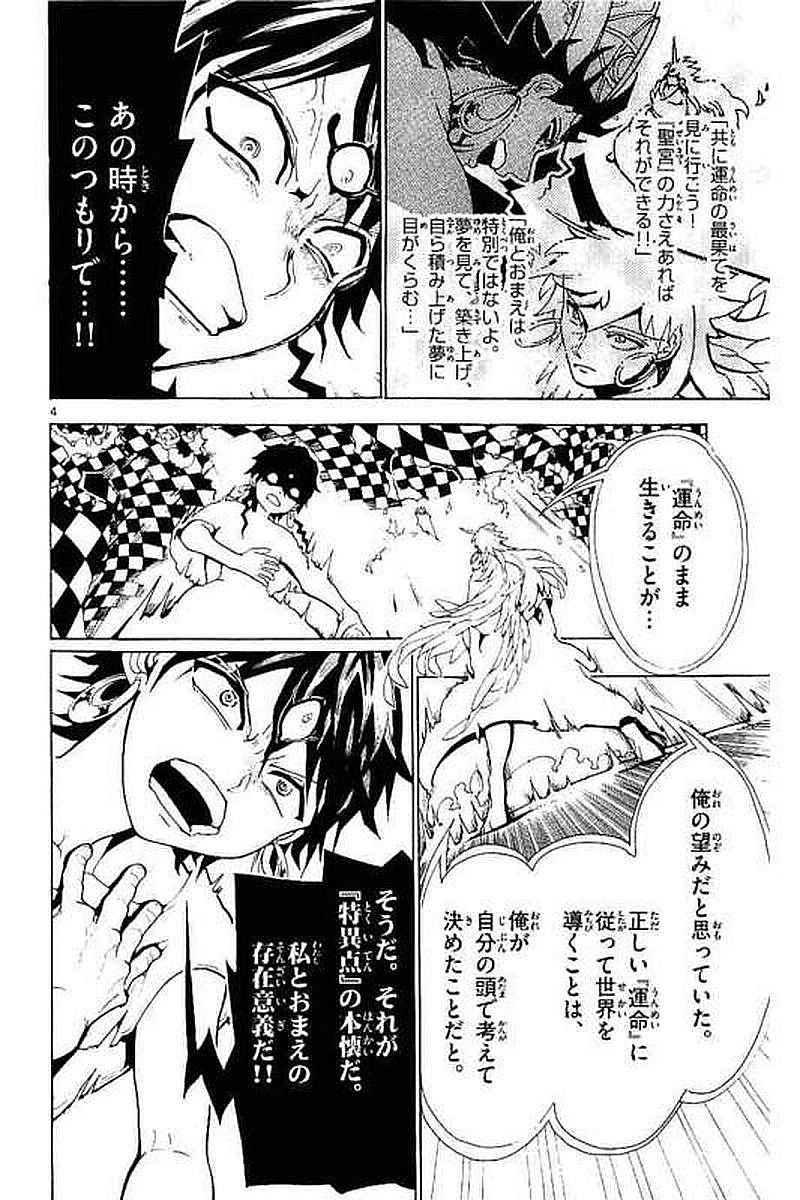 「共に運命の最果てを
見に行こう!
『聖宮』の力さえあれば
それができる!!」
「俺とおまえは
特別ではないよ。
夢を見て、築き上げ、
自ら積み上げた夢に
目がくらむ…」
あの時から……
このつもりで…!!
4
『運命』のまま
生きることが…
俺の望みだと思っていた。
正しい『運命』に
従って世界を
導くことは、
俺が
自分の頭で考えて
決めたことだと。
そうだ。それが
『特異点』の本懐だ。
私とおまえの
存在意義だ!!